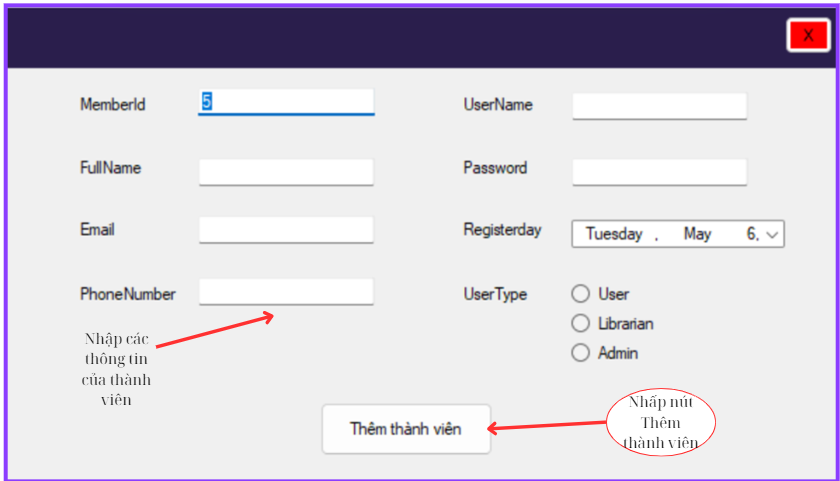 X
MemberId
5
UserName
FullName
Password
Email
Registerday
Tuesday , May 6,
PhoneNumber
UserType
User
Librarian
Admin
Nhập các
thông tin
của thành
viên
Thêm thành viên
Nhấp nút
Thêm
thành viên